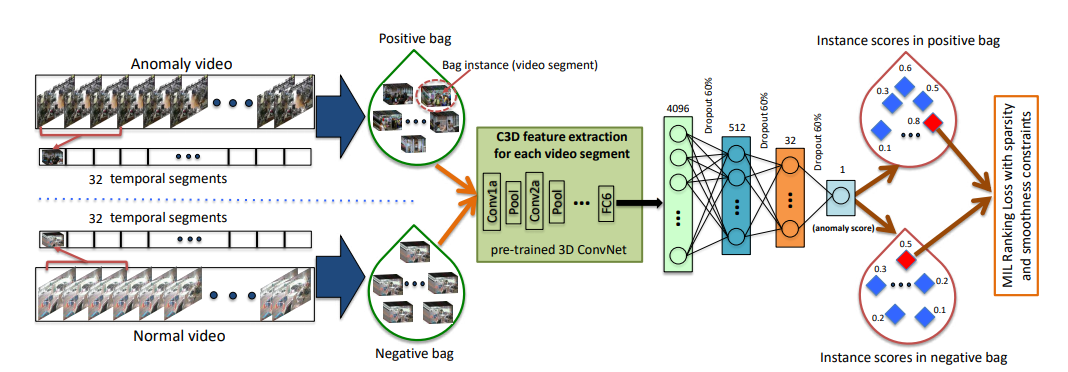 Anomaly video
32 temporal segments
32 temporal segments
Normal video
Positive bag
Bag instance (video segment)
Negative bag
C3D feature extraction
for each video segment
Conv1a
Pool
Conv2a
Pool
FC6
pre-trained 3D ConvNet
4096
Dropout 60%
512
Dropout 60%
32
Dropout 60%
1
(anomaly score)
Instance scores in positive bag
0.6
0.3
0.5
0.8
0.1
0.5
0.3
0.2
0.2
0.1
Instance scores in negative bag
MIL Ranking Loss with sparsity
and smoothness constraints